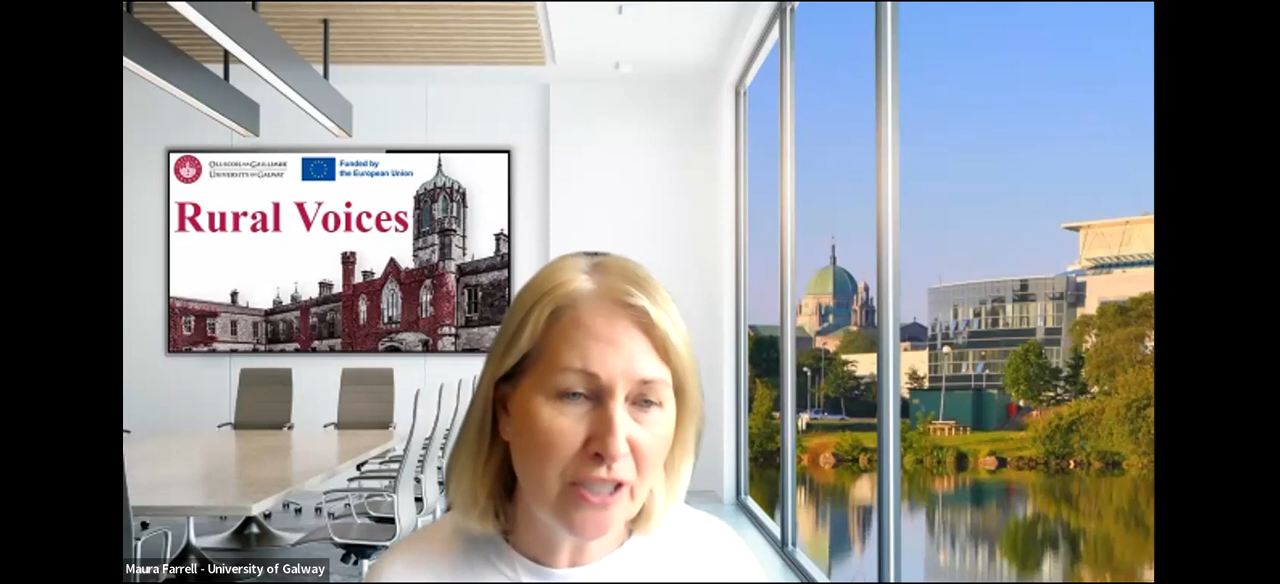 OLLSCOIL NA GAILLIMHE
UNIVERSITY OF GALWAY
Funded by
the European Union
Rural Voices
Maura Farrell - University of Galway